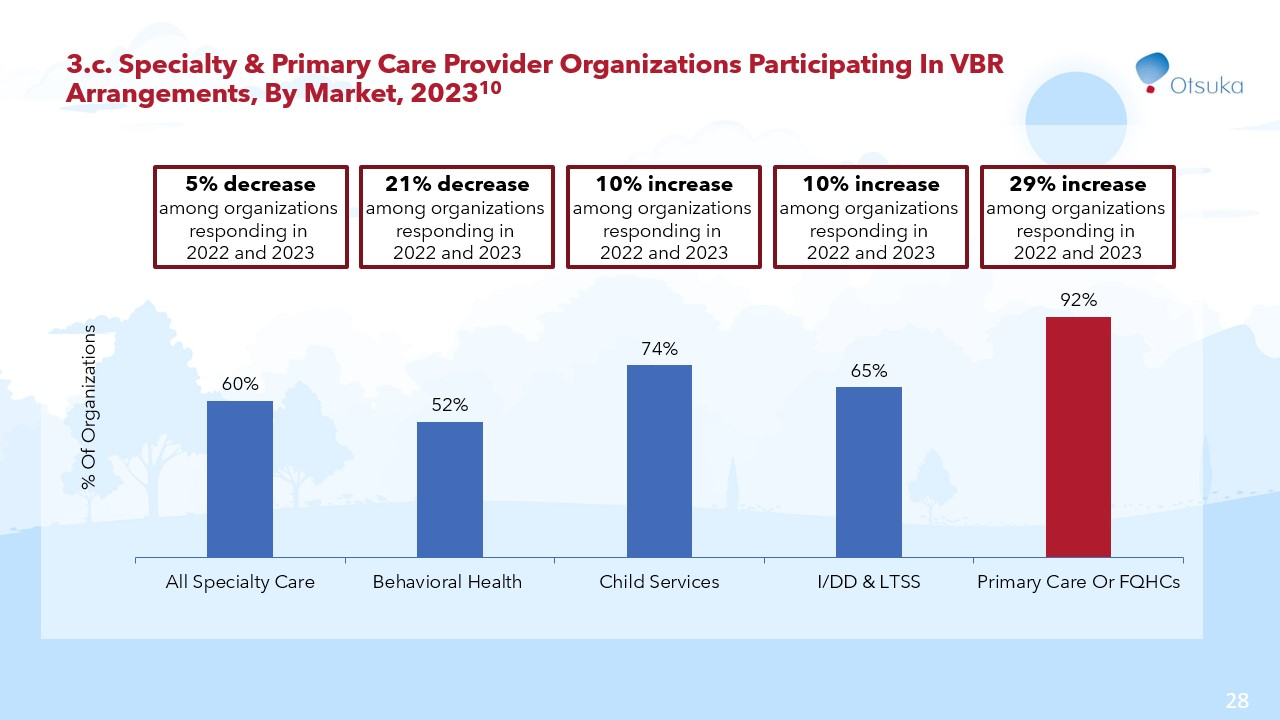 3.c. Specialty & Primary Care Provider Organizations Participating In VBR
Arrangements, By Market, 2023¹⁰
Otsuka
5% decrease
among organizations
responding in
2022 and 2023
21% decrease
among organizations
responding in
2022 and 2023
10% increase
among organizations
responding in
2022 and 2023
10% increase
among organizations
responding in
2022 and 2023
29% increase
among organizations
responding in
2022 and 2023
% Of Organizations
60%
52%
74%
65%
92%
All Specialty Care
Behavioral Health
Child Services
I/DD & LTSS
Primary Care Or FQHCs
28